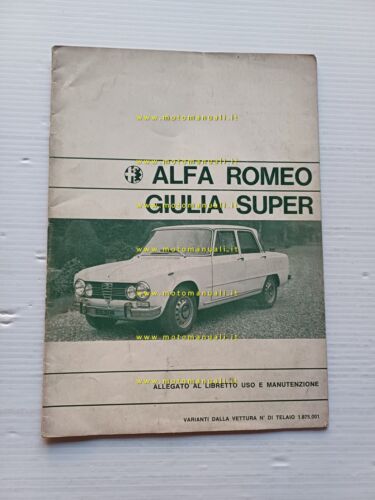 www.motomanuali.it
www.motomanuali.it
ALFA ROMEO
www.motomanuali.it
GIULIA SUPER
www.motomanuali.it
www.motomanuali.it
www.motomanuali.it
www.motomanuali.it
ALLEGATO AL LIBRETTO USO E MANUTENZIONE
VARIANTI DALLA VETTURA N° DI TELAIO 1.875.001